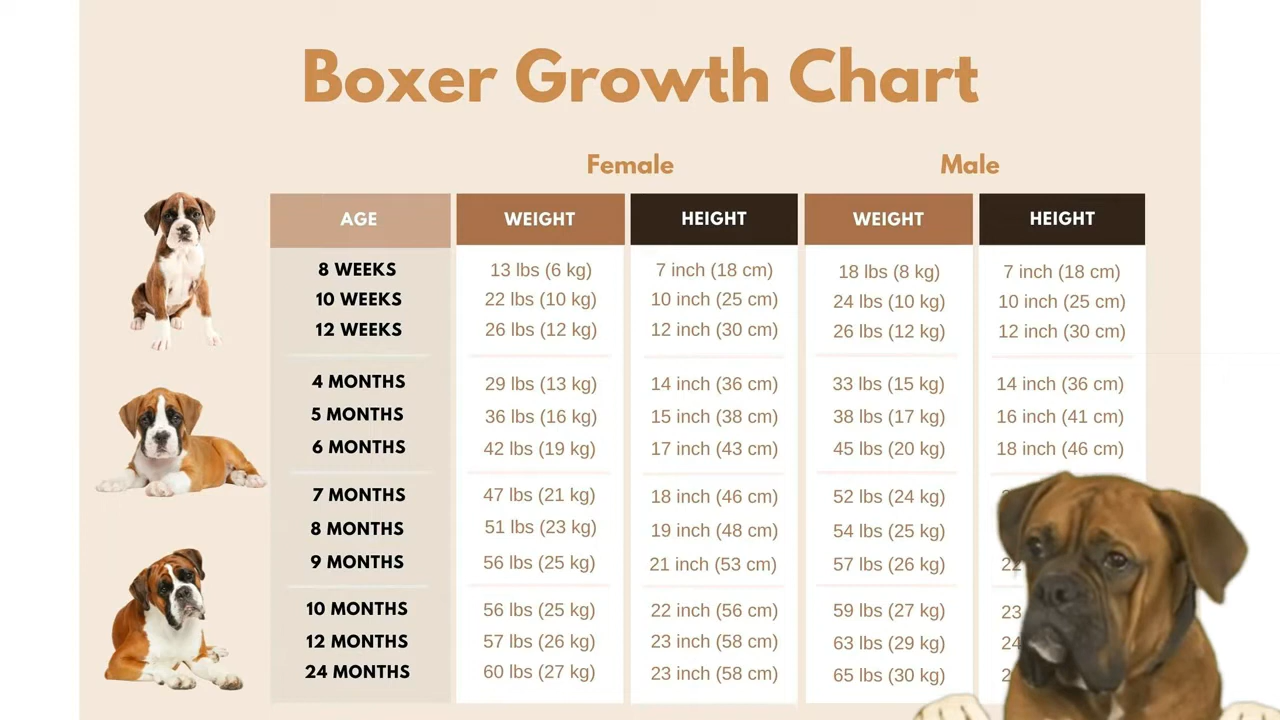 Boxer Growth Chart
Female Male
AGE WEIGHT HEIGHT WEIGHT HEIGHT
8 WEEKS 13 lbs (6 kg) 7 inch (18 cm) 18 lbs (8 kg) 7 inch (18 cm)
10 WEEKS 22 lbs (10 kg) 10 inch (25 cm) 24 lbs (10 kg) 10 inch (25 cm)
12 WEEKS 26 lbs (12 kg) 12 inch (30 cm) 26 lbs (12 kg) 12 inch (30 cm)
4 MONTHS 29 lbs (13 kg) 14 inch (36 cm) 33 lbs (15 kg) 14 inch (36 cm)
5 MONTHS 36 lbs (16 kg) 15 inch (38 cm) 38 lbs (17 kg) 16 inch (41 cm)
6 MONTHS 42 lbs (19 kg) 17 inch (43 cm) 45 lbs (20 kg) 18 inch (46 cm)
7 MONTHS 47 lbs (21 kg) 18 inch (46 cm) 52 lbs (24 kg)
8 MONTHS 51 lbs (23 kg) 19 inch (48 cm) 54 lbs (25 kg)
9 MONTHS 56 lbs (25 kg) 21 inch (53 cm) 57 lbs (26 kg) 22
10 MONTHS 56 lbs (25 kg) 22 inch (56 cm) 59 lbs (27 kg) 23
12 MONTHS 57 lbs (26 kg) 23 inch (58 cm) 63 lbs (29 kg) 24
24 MONTHS 60 lbs (27 kg) 23 inch (58 cm) 65 lbs (30 kg)